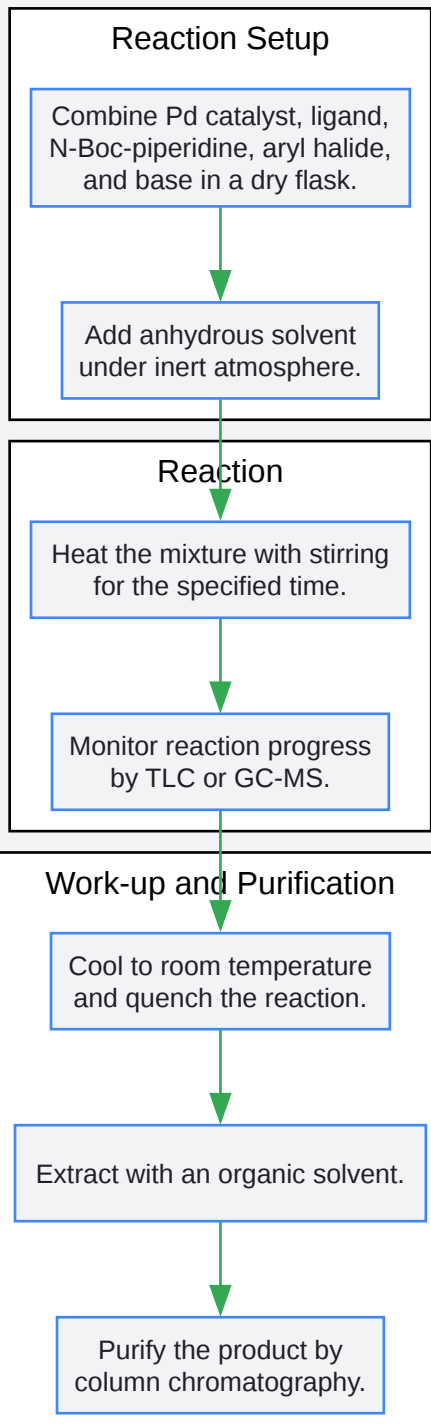 Reaction Setup
Combine Pd catalyst, ligand,
N-Boc-piperidine, aryl halide,
and base in a dry flask.
Add anhydrous solvent
under inert atmosphere.
Reaction
Heat the mixture with stirring
for the specified time.
Monitor reaction progress
by TLC or GC-MS.
Work-up and Purification
Cool to room temperature
and quench the reaction.
Extract with an organic solvent.
Purify the product by
column chromatography.